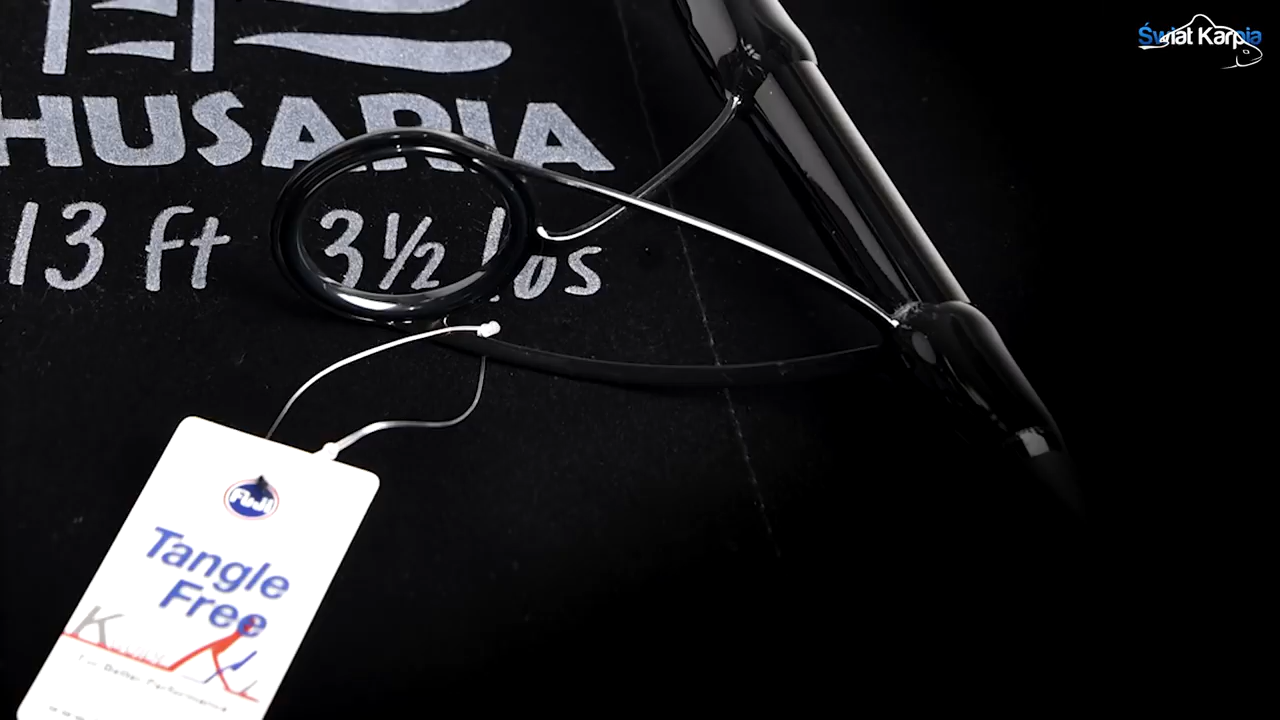 Świat Karpia
HUSARIA
13 ft 3½ lbs
FUJI
Tangle
Free